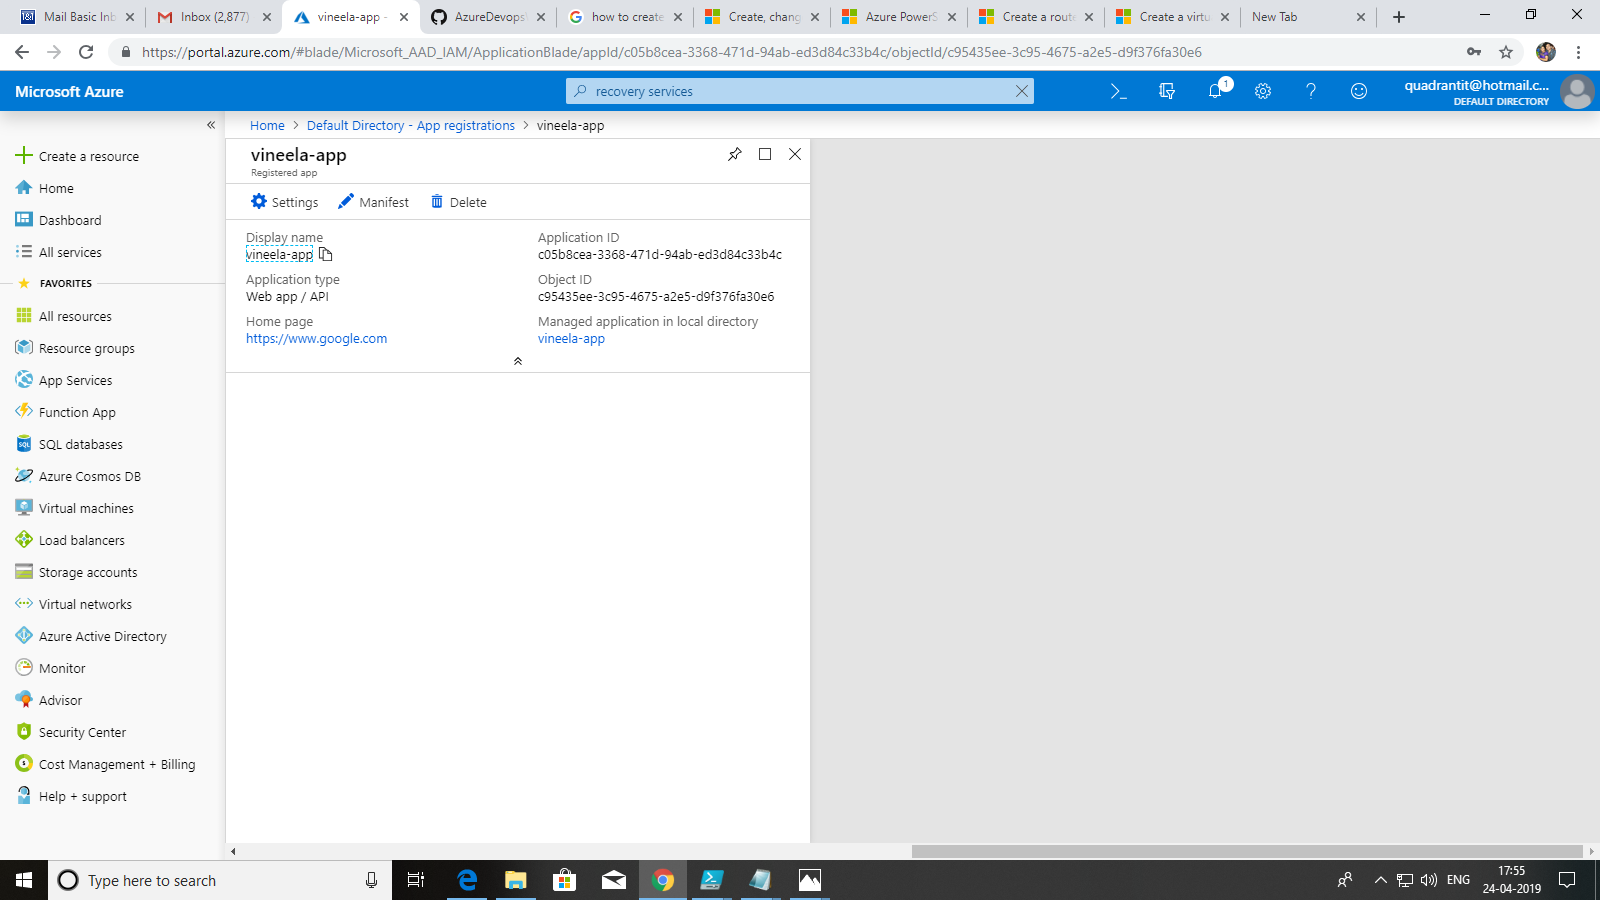 Mail Basic Inb
Inbox (2,877)
vineela-app -
AzureDevops
how to create
Create, chang
Azure PowerS
Create a rout
Create a virtu
New Tab
https://portal.azure.com/#blade/Microsoft_AAD_IAM/ApplicationBlade/appId/c05b8cea-3368-471d-94ab-ed3d84c33b4c/objectId/c95435ee-3c95-4675-a2e5-d9f376fa30e6
Microsoft Azure
recovery services
1
quadrantit@hotmail.c...
DEFAULT DIRECTORY
Home > Default Directory - App registrations > vineela-app
Create a resource
Home
Dashboard
All services
FAVORITES
All resources
Resource groups
App Services
Function App
SQL databases
Azure Cosmos DB
Virtual machines
Load balancers
Storage accounts
Virtual networks
Azure Active Directory
Monitor
Advisor
Security Center
Cost Management + Billing
Help + support
vineela-app
Registered app
Settings
Manifest
Delete
Display name
vineela-app
Application type
Web app / API
Home page
https://www.google.com
Application ID
c05b8cea-3368-471d-94ab-ed3d84c33b4c
Object ID
c95435ee-3c95-4675-a2e5-d9f376fa30e6
Managed application in local directory
vineela-app
Type here to search
ENG
17:55
24-04-2019